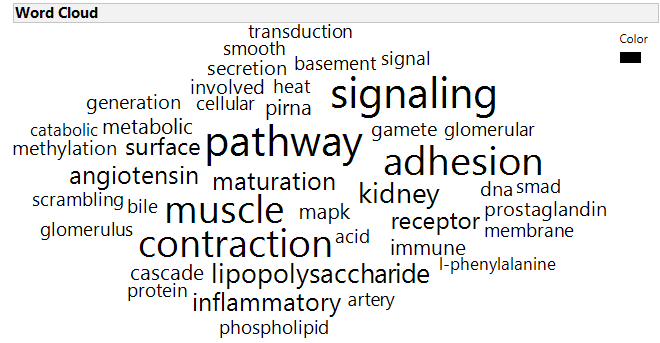 Word Cloud
transduction
Color
smooth
secretion basement signal
involved heat signaling
generation cellular pirna
catabolic metabolic pathway gamete glomerular
methylation surface adhesion
angiotensin maturation kidney dna smad
scrambling bile muscle mapk receptor prostaglandin
glomerulus contraction acid immune membrane
cascade lipopolysaccharide l-phenylalanine
protein inflammatory artery
phospholipid